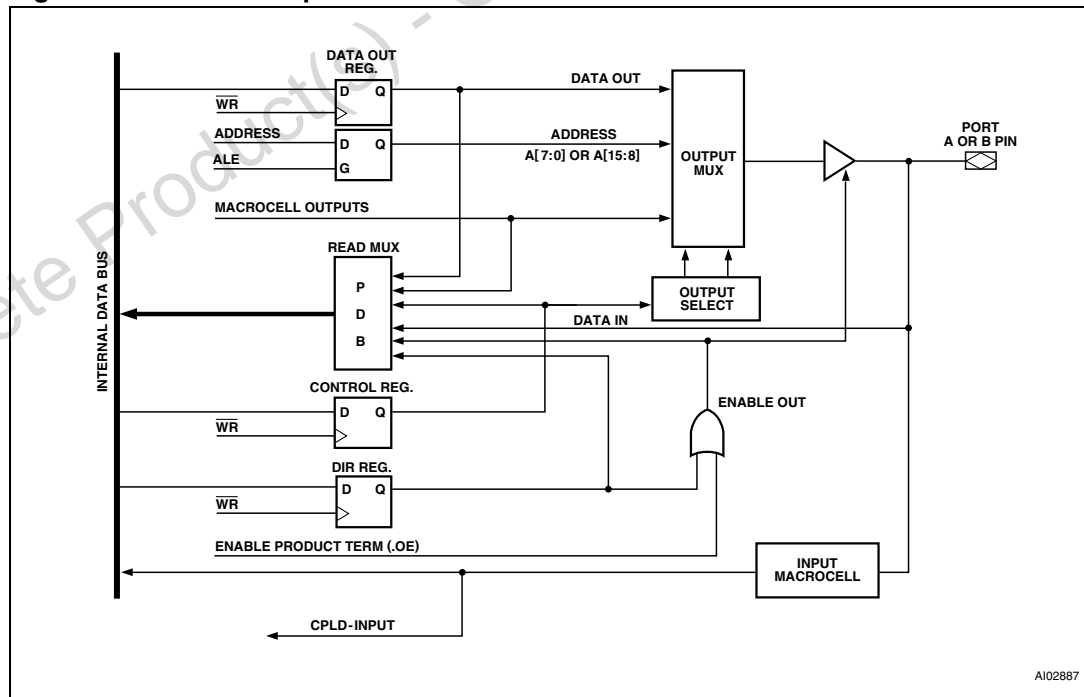 DATA OUT
REG.
D Q
WR
DATA OUT
ADDRESS
ALE
D Q
G
ADDRESS
A[7:0] OR A[15:8]
OUTPUT
MUX
PORT
A OR B PIN
MACROCELL OUTPUTS
READ MUX
P
D
B
OUTPUT
SELECT
DATA IN
INTERNAL DATA BUS
CONTROL REG.
D Q
WR
ENABLE OUT
DIR REG.
D Q
WR
ENABLE PRODUCT TERM (.OE)
INPUT
MACROCELL
CPLD-INPUT
AI02887
ete Product(s) -